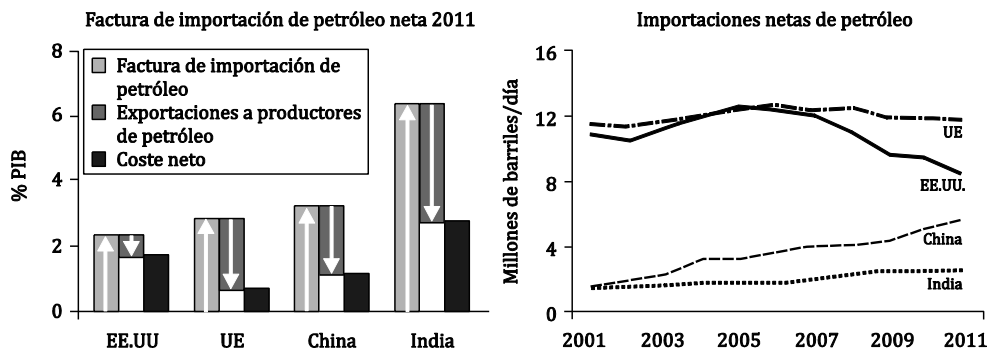 Factura de importación de petróleo neta 2011
% PIB
8
6
4
2
0
Factura de importación de
petróleo
Exportaciones a productores
de petróleo
Coste neto
EE.UU
UE
China
India
Importaciones netas de petróleo
Millones de barriles/día
16
12
8
4
0
UE
EE.UU.
China
India
2001
2003
2005
2007
2009
2011